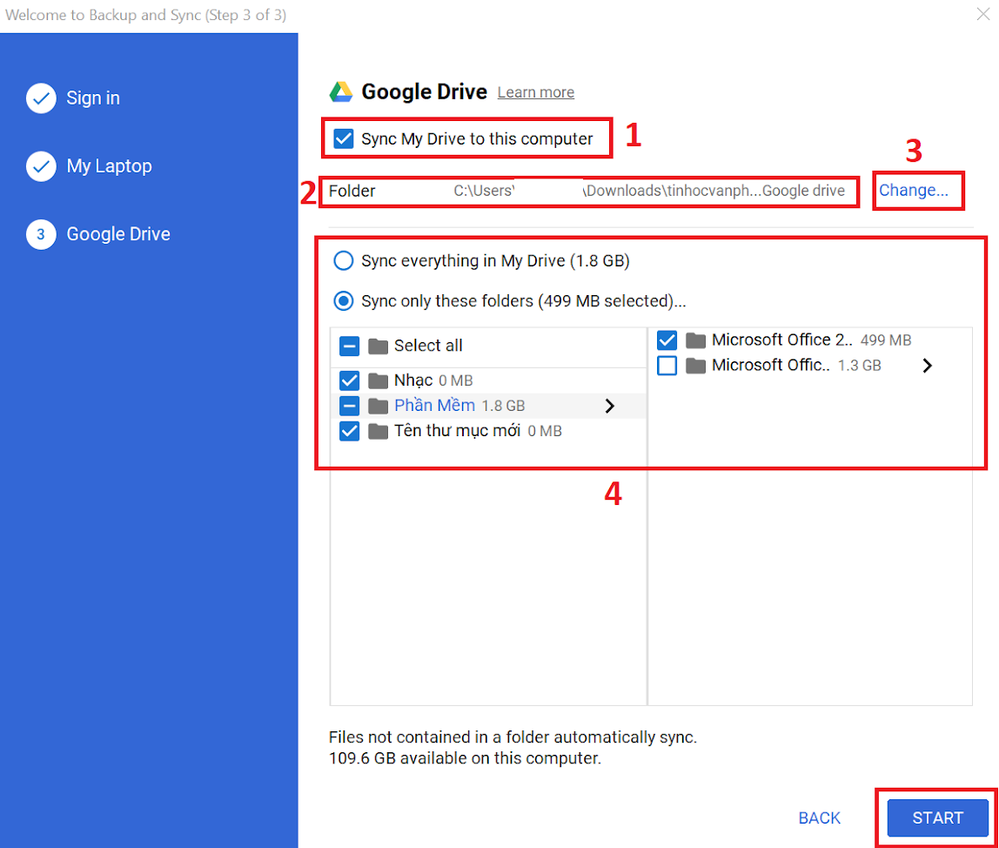 Welcome to Backup and Sync (Step 3 of 3)
Sign in
My Laptop
3 Google Drive
Google Drive Learn more
Sync My Drive to this computer 1
3
2 Folder C:\Users\ \Downloads\tinhocvanph...Google drive Change...
Sync everything in My Drive (1.8 GB)
Sync only these folders (499 MB selected)...
Select all
Nhạc 0 MB
Phần Mềm 1.8 GB
Tên thư mục mới 0 MB
Microsoft Office 2.. 499 MB
Microsoft Offic.. 1.3 GB
4
Files not contained in a folder automatically sync.
109.6 GB available on this computer.
BACK START